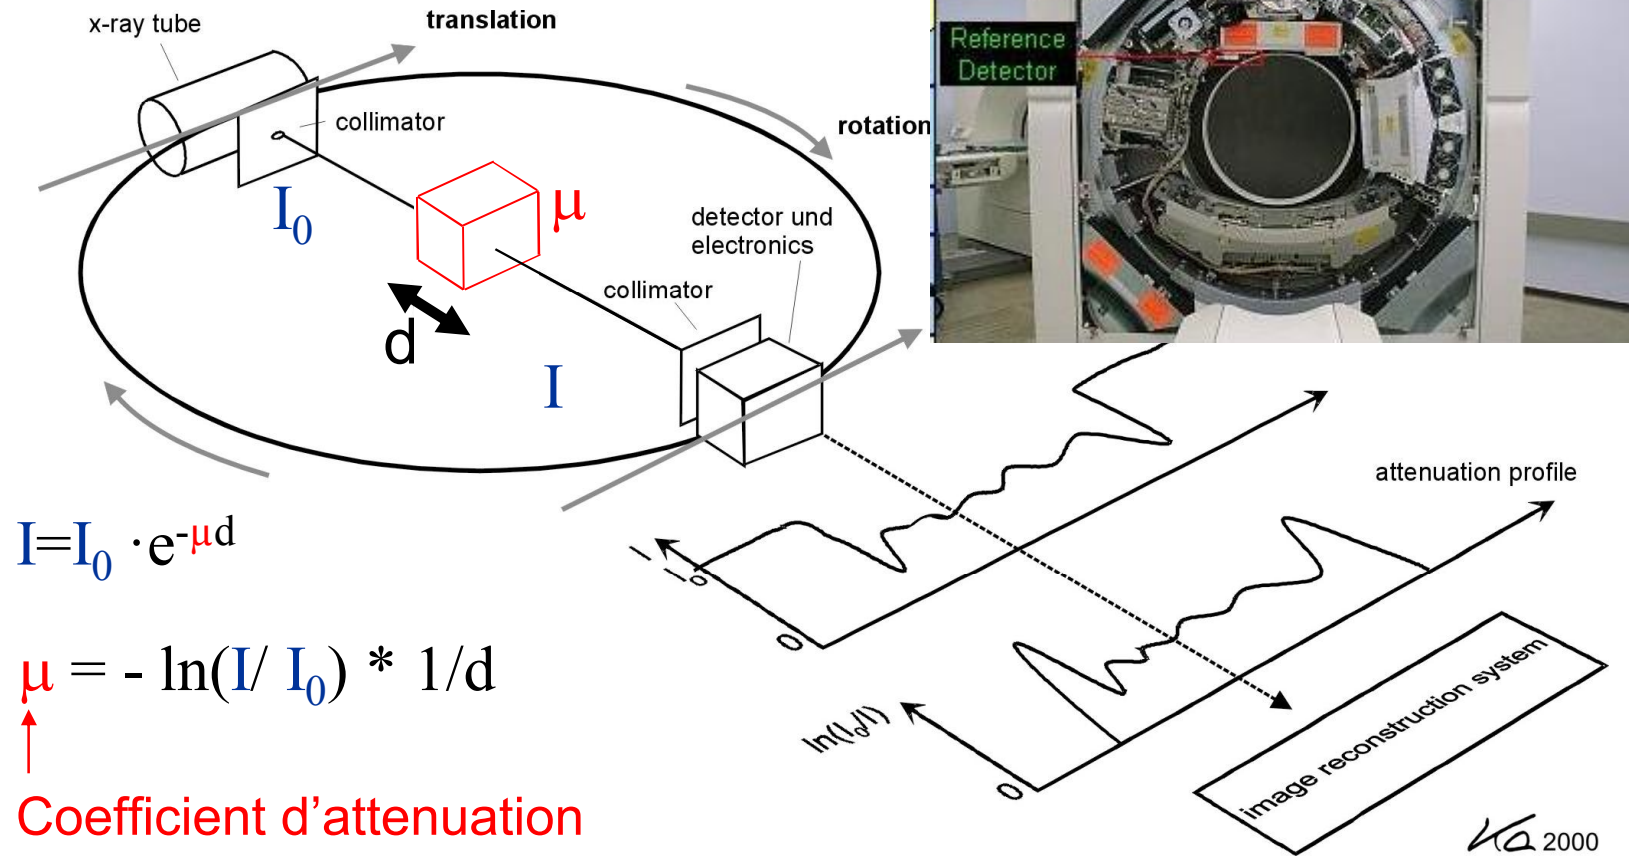 x-ray tube
translation
collimator
rotation
Reference
Detector
I₀
μ
detector und
electronics
collimator
d
I
attenuation profile
I=I₀ ·e⁻μd
I
I₀
0
μ = - ln(I/ I₀) * 1/d
ln(I₀/I)
0
image reconstruction system
Coefficient d’attenuation
2000